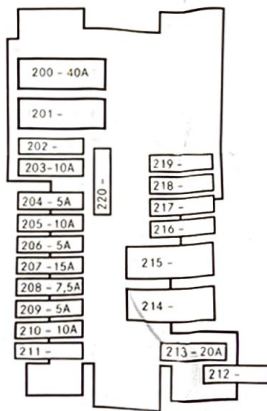 200 - 40A
201 -
202 -
203-10A
204 - 5A
205 - 10A
206 - 5A
207 - 15A
208 - 7,5A
209 - 5A
210 - 10A
211 -
220 -
219 -
218 -
217 -
216 -
215 -
214 -
213 - 20A
212 -